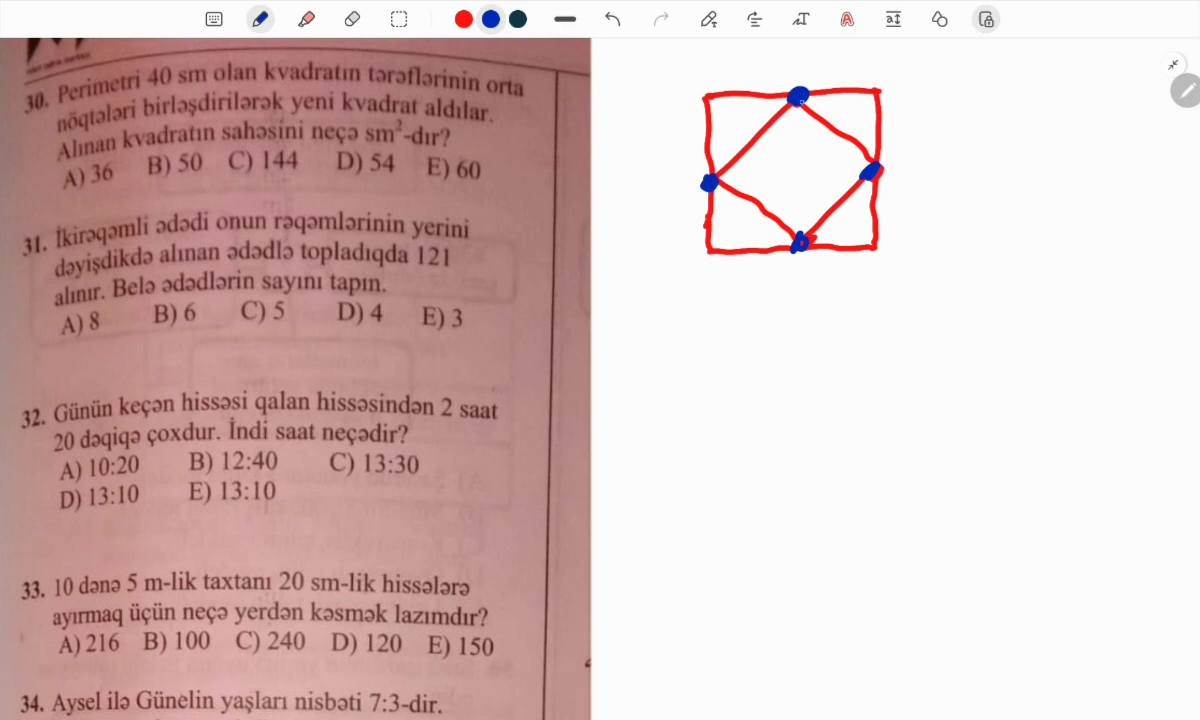 30. Perimetri 40 sm olan kvadratın tərəflərinin orta
nöqtələri birləşdirilərək yeni kvadrat aldılar.
Alınan kvadratın sahəsini neçə sm²-dır?
A) 36 B) 50 C) 144 D) 54 E) 60
31. İkirəqəmli ədədi onun rəqəmlərinin yerini
dəyişdikdə alınan ədədlə topladıqda 121
alınır. Belə ədədlərin sayını tapın.
A) 8 B) 6 C) 5 D) 4 E) 3
32. Günün keçən hissəsi qalan hissəsindən 2 saat
20 dəqiqə çoxdur. İndi saat neçədir?
A) 10:20 B) 12:40 C) 13:30
D) 13:10 E) 13:10
33. 10 dənə 5 m-lik taxtanı 20 sm-lik hissələrə
ayırmaq üçün neçə yerdən kəsmək lazımdır?
A) 216 B) 100 C) 240 D) 120 E) 150
34. Aysel ilə Günelin yaşları nisbəti 7:3-dir.